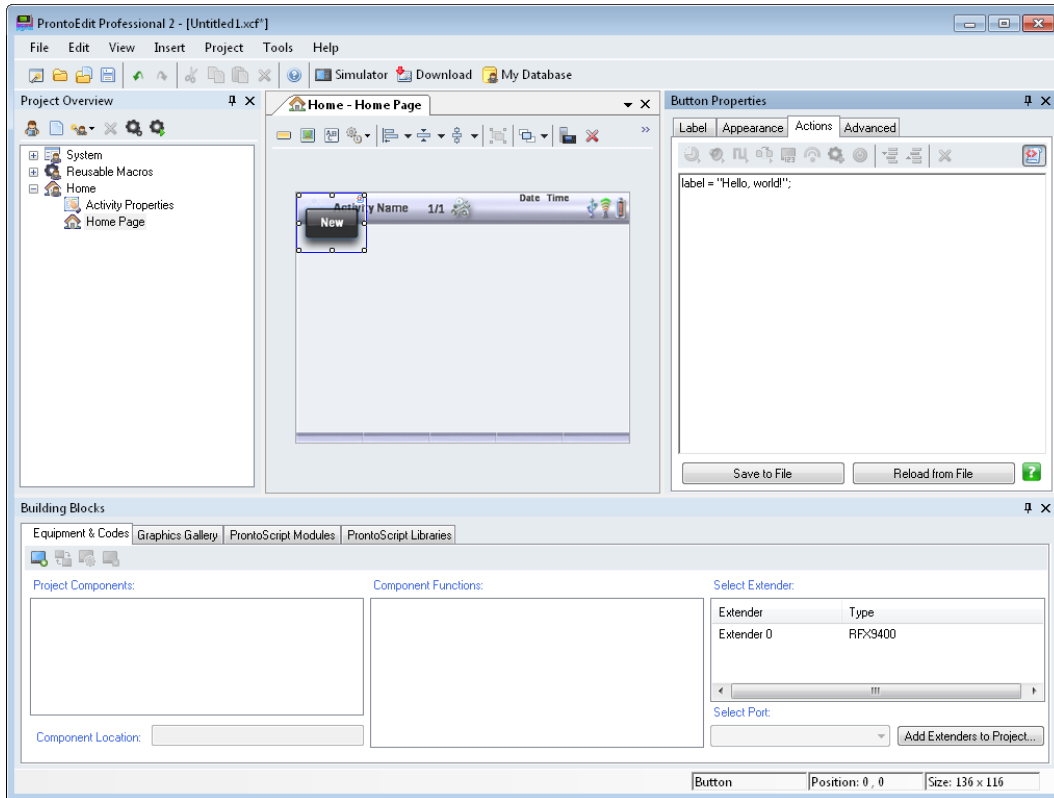 ProntoEdit Professional 2 - [Untitled1.xcf*]
File Edit View Insert Project Tools Help
Simulator Download My Database
Project Overview
System
Reusable Macros
Home
Activity Properties
Home Page
Home - Home Page
Activity Name 1/1 Date Time
New
Button Properties
Label Appearance Actions Advanced
label = "Hello, world!";
Save to File Reload from File ?
Building Blocks
Equipment & Codes Graphics Gallery ProntoScript Modules ProntoScript Libraries
Project Components: Component Functions: Select Extender:
Extender Type
Extender 0 RFX9400
Select Port:
Component Location: Add Extenders to Project...
Button Position: 0 , 0 Size: 136 x 116